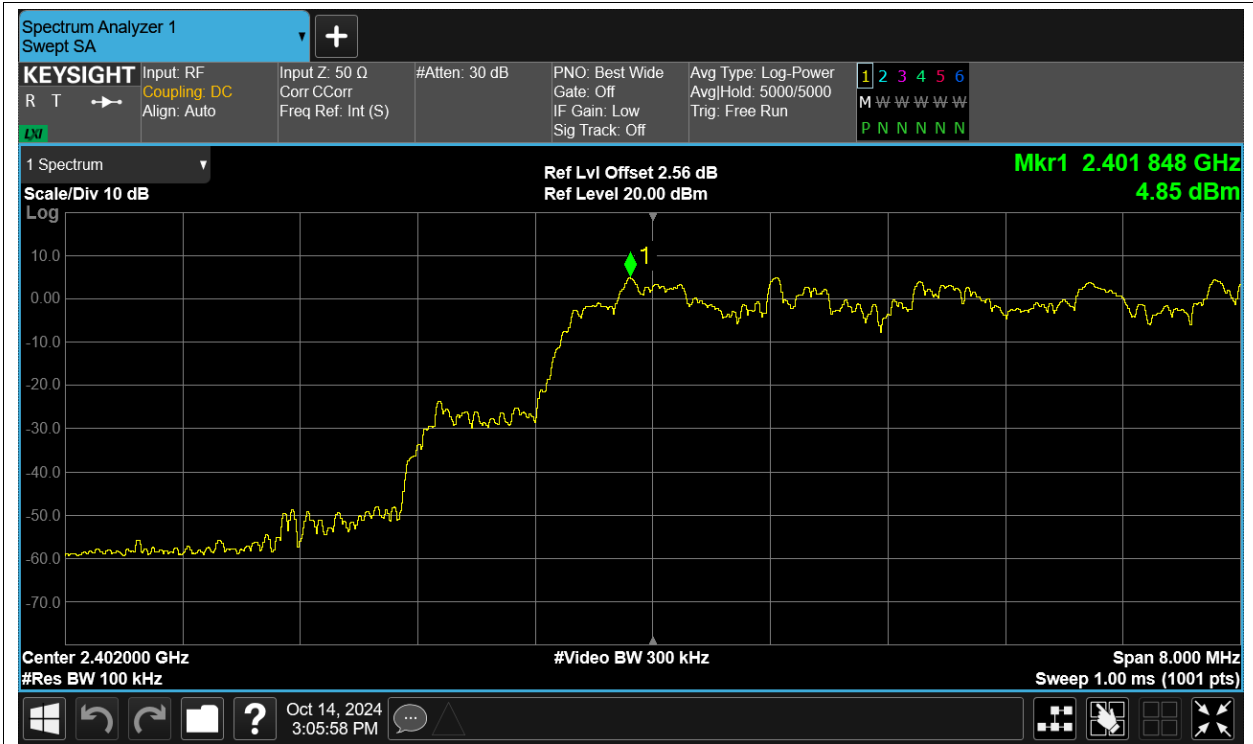 Spectrum Analyzer 1
Swept SA
KEYSIGHT
R T
LXI
Input: RF
Coupling: DC
Align: Auto
Input Z: 50 Ω
Corr CCorr
Freq Ref: Int (S)
#Atten: 30 dB
PNO: Best Wide
Gate: Off
IF Gain: Low
Sig Track: Off
Avg Type: Log-Power
Avg|Hold: 5000/5000
Trig: Free Run
1 2 3 4 5 6
M W W W W W
P N N N N N
1 Spectrum
Scale/Div 10 dB
Log
Ref Lvl Offset 2.56 dB
Ref Level 20.00 dBm
Mkr1 2.401 848 GHz
4.85 dBm
1
10.0
0.00
-10.0
-20.0
-30.0
-40.0
-50.0
-60.0
-70.0
Center 2.402000 GHz
#Res BW 100 kHz
#Video BW 300 kHz
Span 8.000 MHz
Sweep 1.00 ms (1001 pts)
?
Oct 14, 2024
3:05:58 PM